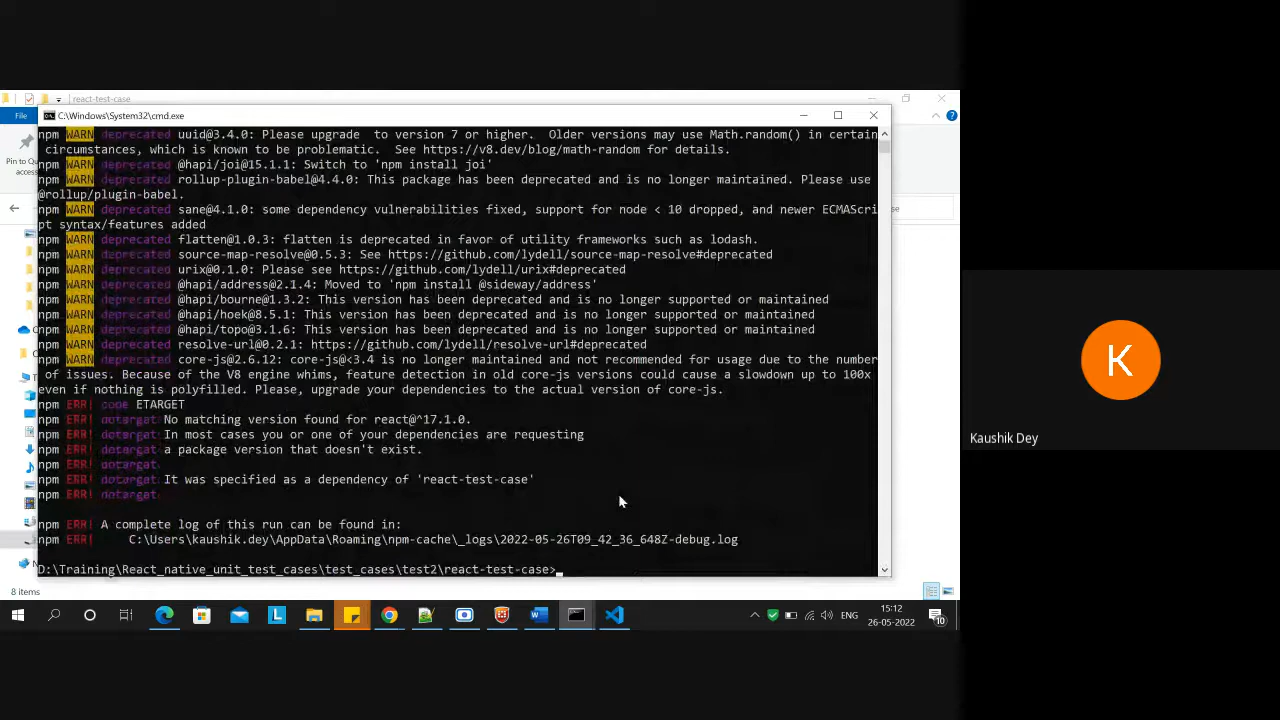 react-test-case
C:\Windows\System32\cmd.exe
File
Pin to Qu
access
npm WARN deprecated uuid@3.4.0: Please upgrade  to version 7 or higher.  Older versions may use Math.random() in certain
 circumstances, which is known to be problematic.  See https://v8.dev/blog/math-random for details.
npm WARN deprecated @hapi/joi@15.1.1: Switch to 'npm install joi'
npm WARN deprecated rollup-plugin-babel@4.4.0: This package has been deprecated and is no longer maintained. Please use
@rollup/plugin-babel.
npm WARN deprecated sane@4.1.0: some dependency vulnerabilities fixed, support for node < 10 dropped, and newer ECMAScri
pt syntax/features added
npm WARN deprecated flatten@1.0.3: flatten is deprecated in favor of utility frameworks such as lodash.
npm WARN deprecated source-map-resolve@0.5.3: See https://github.com/lydell/source-map-resolve#deprecated
npm WARN deprecated urix@0.1.0: Please see https://github.com/lydell/urix#deprecated
npm WARN deprecated @hapi/address@2.1.4: Moved to 'npm install @sideway/address'
npm WARN deprecated @hapi/bourne@1.3.2: This version has been deprecated and is no longer supported or maintained
npm WARN deprecated @hapi/hoek@8.5.1: This version has been deprecated and is no longer supported or maintained
npm WARN deprecated @hapi/topo@3.1.6: This version has been deprecated and is no longer supported or maintained
npm WARN deprecated resolve-url@0.2.1: https://github.com/lydell/resolve-url#deprecated
npm WARN deprecated core-js@2.6.12: core-js@<3.4 is no longer maintained and not recommended for usage due to the number
 of issues. Because of the V8 engine whims, feature detection in old core-js versions could cause a slowdown up to 100x
even if nothing is polyfilled. Please, upgrade your dependencies to the actual version of core-js.
npm ERR! code ETARGET
npm ERR! notarget No matching version found for react@^17.1.0.
npm ERR! notarget In most cases you or one of your dependencies are requesting
npm ERR! notarget a package version that doesn't exist.
npm ERR! notarget
npm ERR! notarget It was specified as a dependency of 'react-test-case'
npm ERR! notarget
npm ERR! A complete log of this run can be found in:
npm ERR!     C:\Users\kaushik.dey\AppData\Roaming\npm-cache\_logs\2022-05-26T09_42_36_648Z-debug.log
D:\Training\React_native_unit_test_cases\test_cases\test2\react-test-case>
8 items
ENG
15:12
26-05-2022
10
K
Kaushik Dey